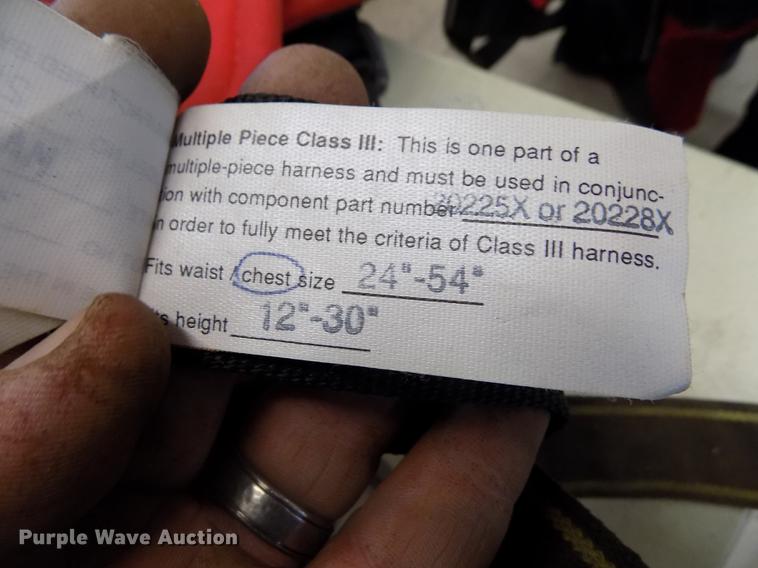 Multiple Piece Class III: This is one part of a
multiple-piece harness and must be used in conjunc-
ion with component part number 20225X or 20228X
in order to fully meet the criteria of Class III harness.
Fits waist / chest size 24"-54"
ts height 12"-30"
Purple Wave Auction